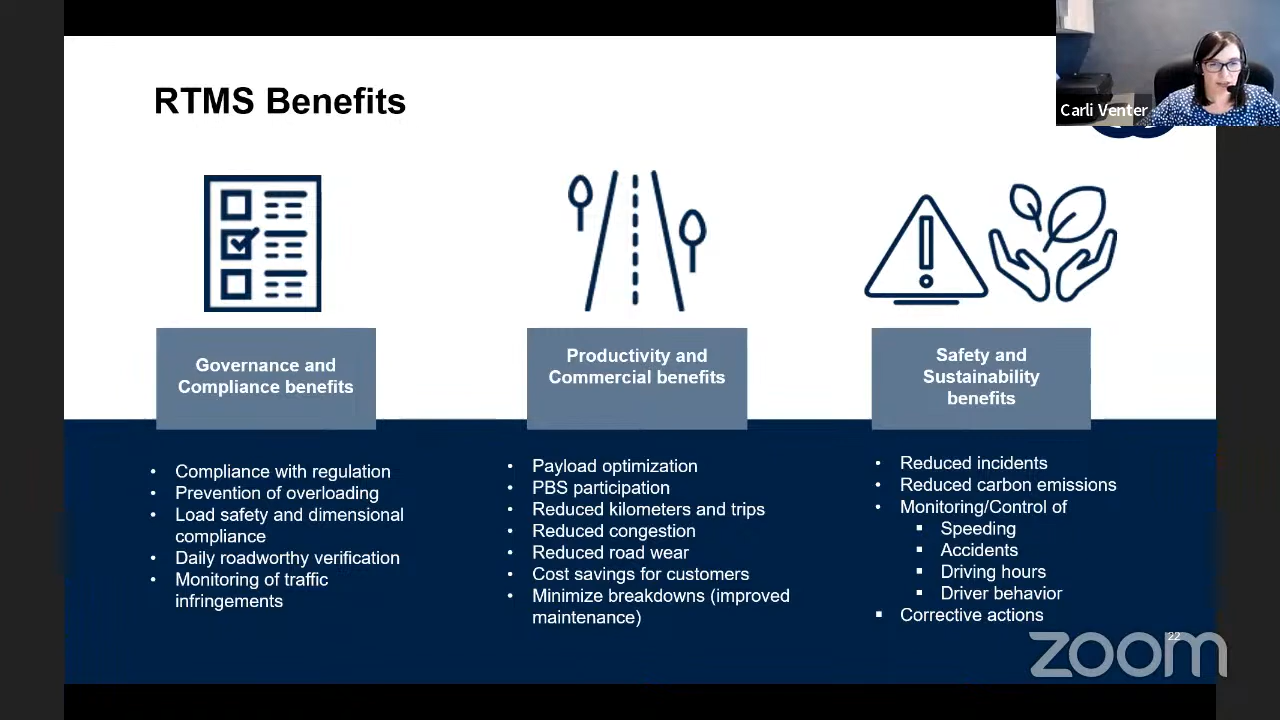 RTMS Benefits
Carli Venter
Governance and
Compliance benefits
• Compliance with regulation
• Prevention of overloading
• Load safety and dimensional
compliance
• Daily roadworthy verification
• Monitoring of traffic
infringements
Productivity and
Commercial benefits
• Payload optimization
• PBS participation
• Reduced kilometers and trips
• Reduced congestion
• Reduced road wear
• Cost savings for customers
• Minimize breakdowns (improved
maintenance)
Safety and
Sustainability
benefits
• Reduced incidents
• Reduced carbon emissions
• Monitoring/Control of
▪ Speeding
▪ Accidents
▪ Driving hours
▪ Driver behavior
▪ Corrective actions
22
zoom